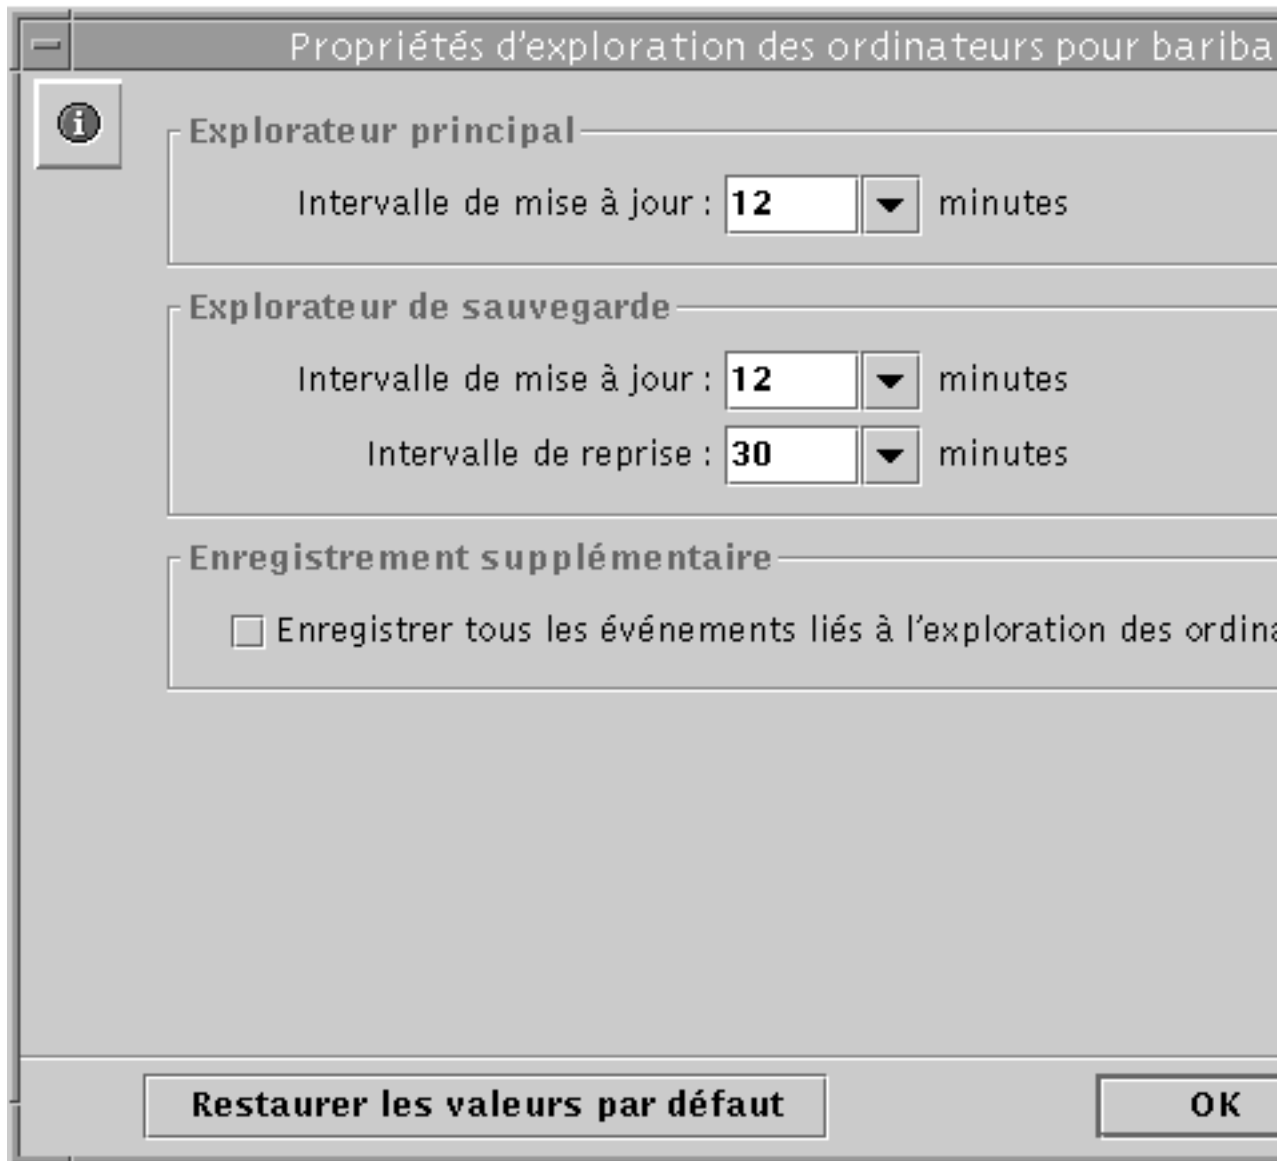 Propriétés d'exploration des ordinateurs pour bariba
Explorateur principal
Intervalle de mise à jour : 12 minutes
Explorateur de sauvegarde
Intervalle de mise à jour : 12 minutes
Intervalle de reprise : 30 minutes
Enregistrement supplémentaire
Enregistrer tous les événements liés à l'exploration des
Restaurer les valeurs par défaut OK